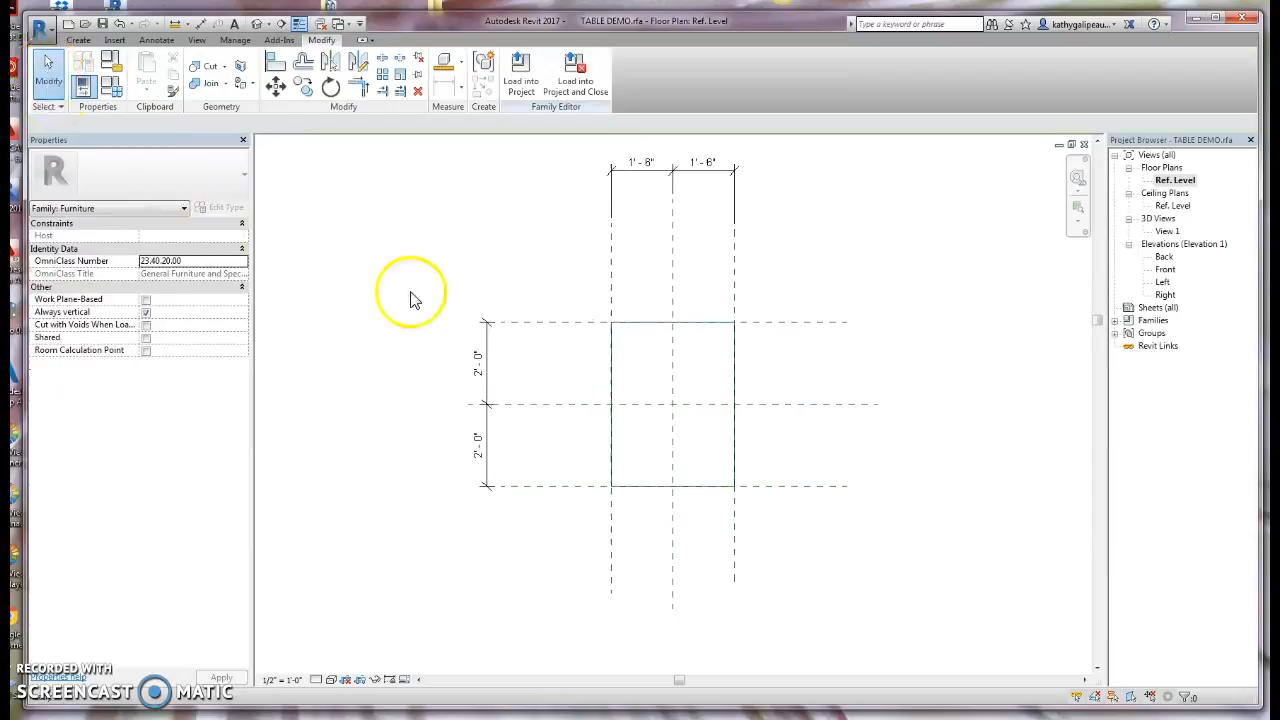 Autodesk Revit 2017 - TABLE DEMO.rfa - Floor Plan: Ref. Level
Type a keyword or phrase
kathygalipeau...
Create Insert Annotate View Manage Add-Ins Modify
Modify
Paste
Cut
Join
Load into Project
Load into Project and Close
Select Properties Clipboard Geometry Modify Measure Create Family Editor
Properties
Family: Furniture
Edit Type
Constraints
Host
Identity Data
OmniClass Number 23.40.20.00
OmniClass Title General Furniture and Spec...
Other
Work Plane-Based
Always vertical
Cut with Voids When Loa...
Shared
Room Calculation Point
Properties help
Apply
1' - 6" 1' - 6"
2' - 0"
2' - 0"
1/2" = 1'-0"
Project Browser - TABLE DEMO.rfa
Views (all)
Floor Plans
Ref. Level
Ceiling Plans
Ref. Level
3D Views
View 1
Elevations (Elevation 1)
Back
Front
Left
Right
Sheets (all)
Families
Groups
Revit Links
:0
RECORDED WITH
SCREENCAST MATIC